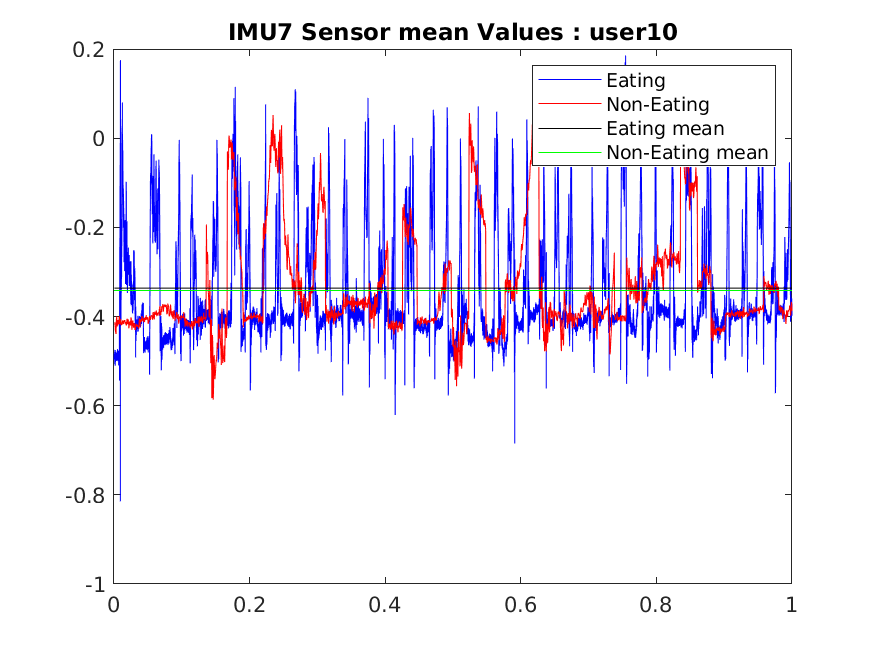 IMU7 Sensor mean Values : user10
0.2
0
-0.2
-0.4
-0.6
-0.8
-1
0
0.2
0.4
0.6
0.8
1
Eating
Non-Eating
Eating mean
Non-Eating mean